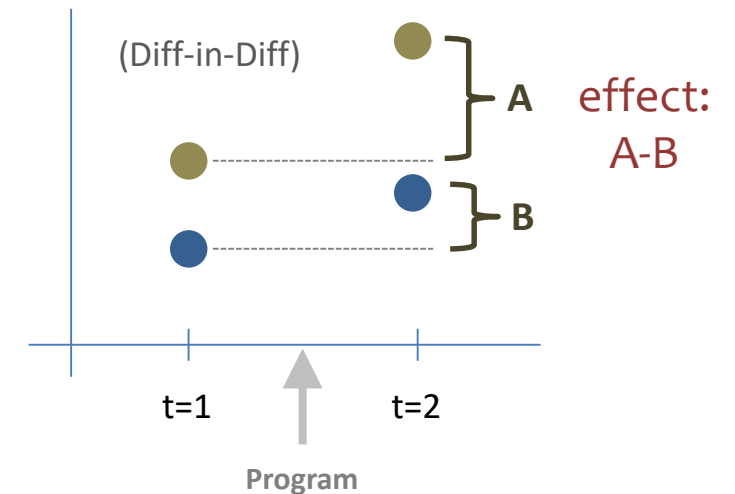 (Diff-in-Diff)
A
effect:
A-B
B
t=1
t=2
Program